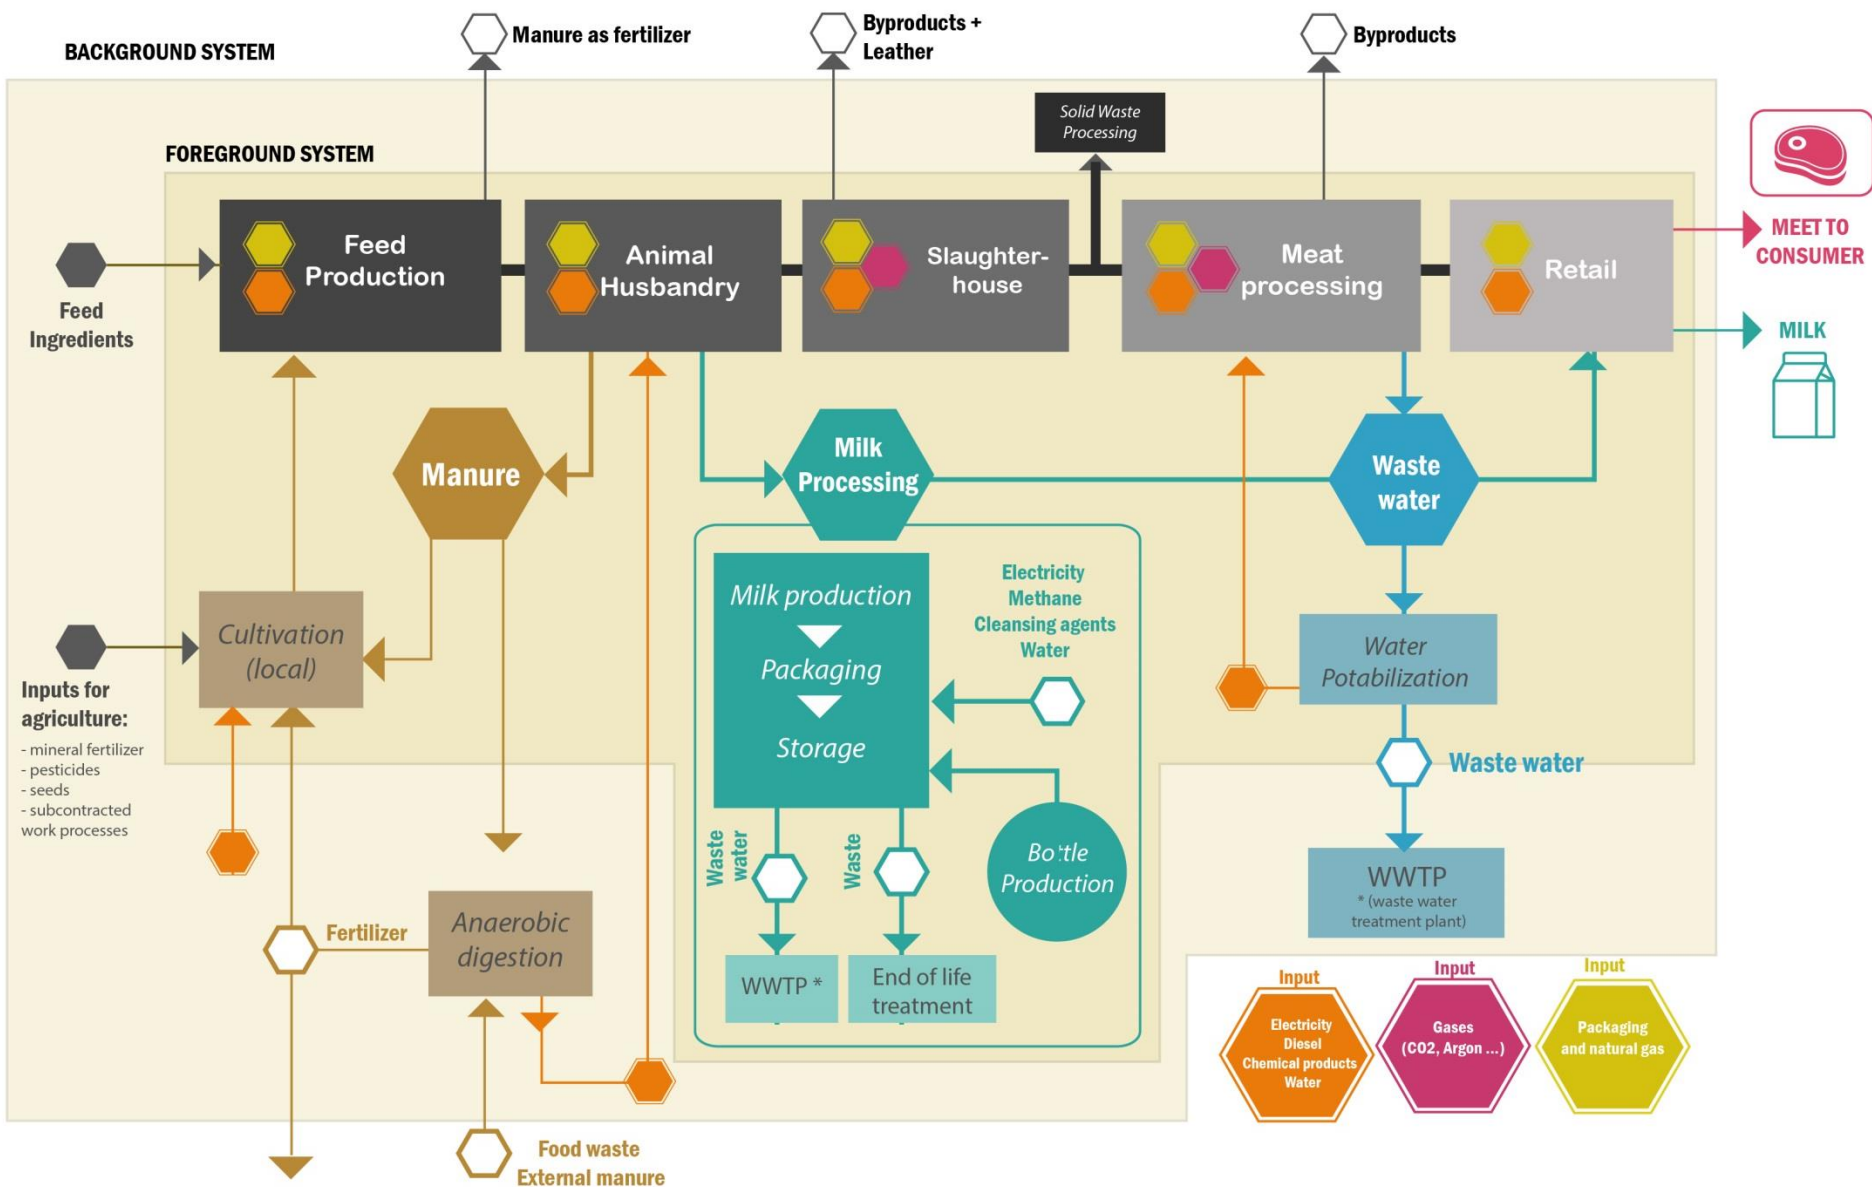 BACKGROUND SYSTEM
Manure as fertilizer
Byproducts +
Leather
Byproducts
FOREGROUND SYSTEM
Solid Waste
Processing
Feed
Production
Animal
Husbandry
Slaughter-
house
Meat
processing
Retail
MEET TO
CONSUMER
MILK
Feed
Ingredients
Manure
Milk
Processing
Waste
water
Cultivation
(local)
Inputs for
agriculture:
- mineral fertilizer
- pesticides
- seeds
- subcontracted
work processes
Milk production
Packaging
Storage
Electricity
Methane
Cleansing agents
Water
Water
Potabilization
Waste water
Waste
water
Waste
Bottle
Production
WWTP
* (waste water
treatment plant)
Fertilizer
Anaerobic
digestion
WWTP *
End of life
treatment
Food waste
External manure
Input
Electricity
Diesel
Chemical products
Water
Input
Gases
(CO2, Argon ...)
Input
Packaging
and natural gas